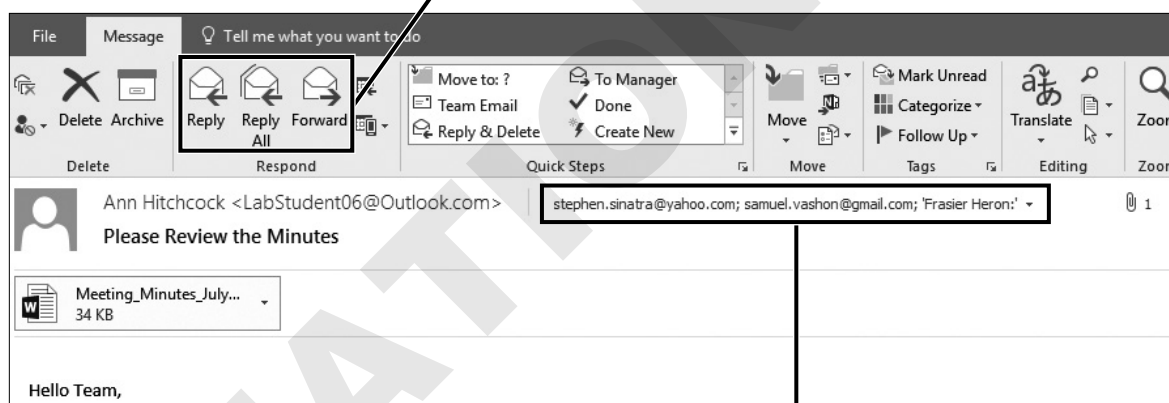 File Message Tell me what you want to do
Delete Archive Reply Reply All Forward
Move to: ? To Manager
Team Email Done
Reply & Delete Create New
Move
Mark Unread
Categorize
Follow Up
Translate
Zoom
Delete Respond Quick Steps Move Tags Editing Zoom
Ann Hitchcock <LabStudent06@Outlook.com> stephen.sinatra@yahoo.com; samuel.vashon@gmail.com; 'Frasier Heron:' 1
Please Review the Minutes
Meeting_Minutes_July...
34 KB
Hello Team,